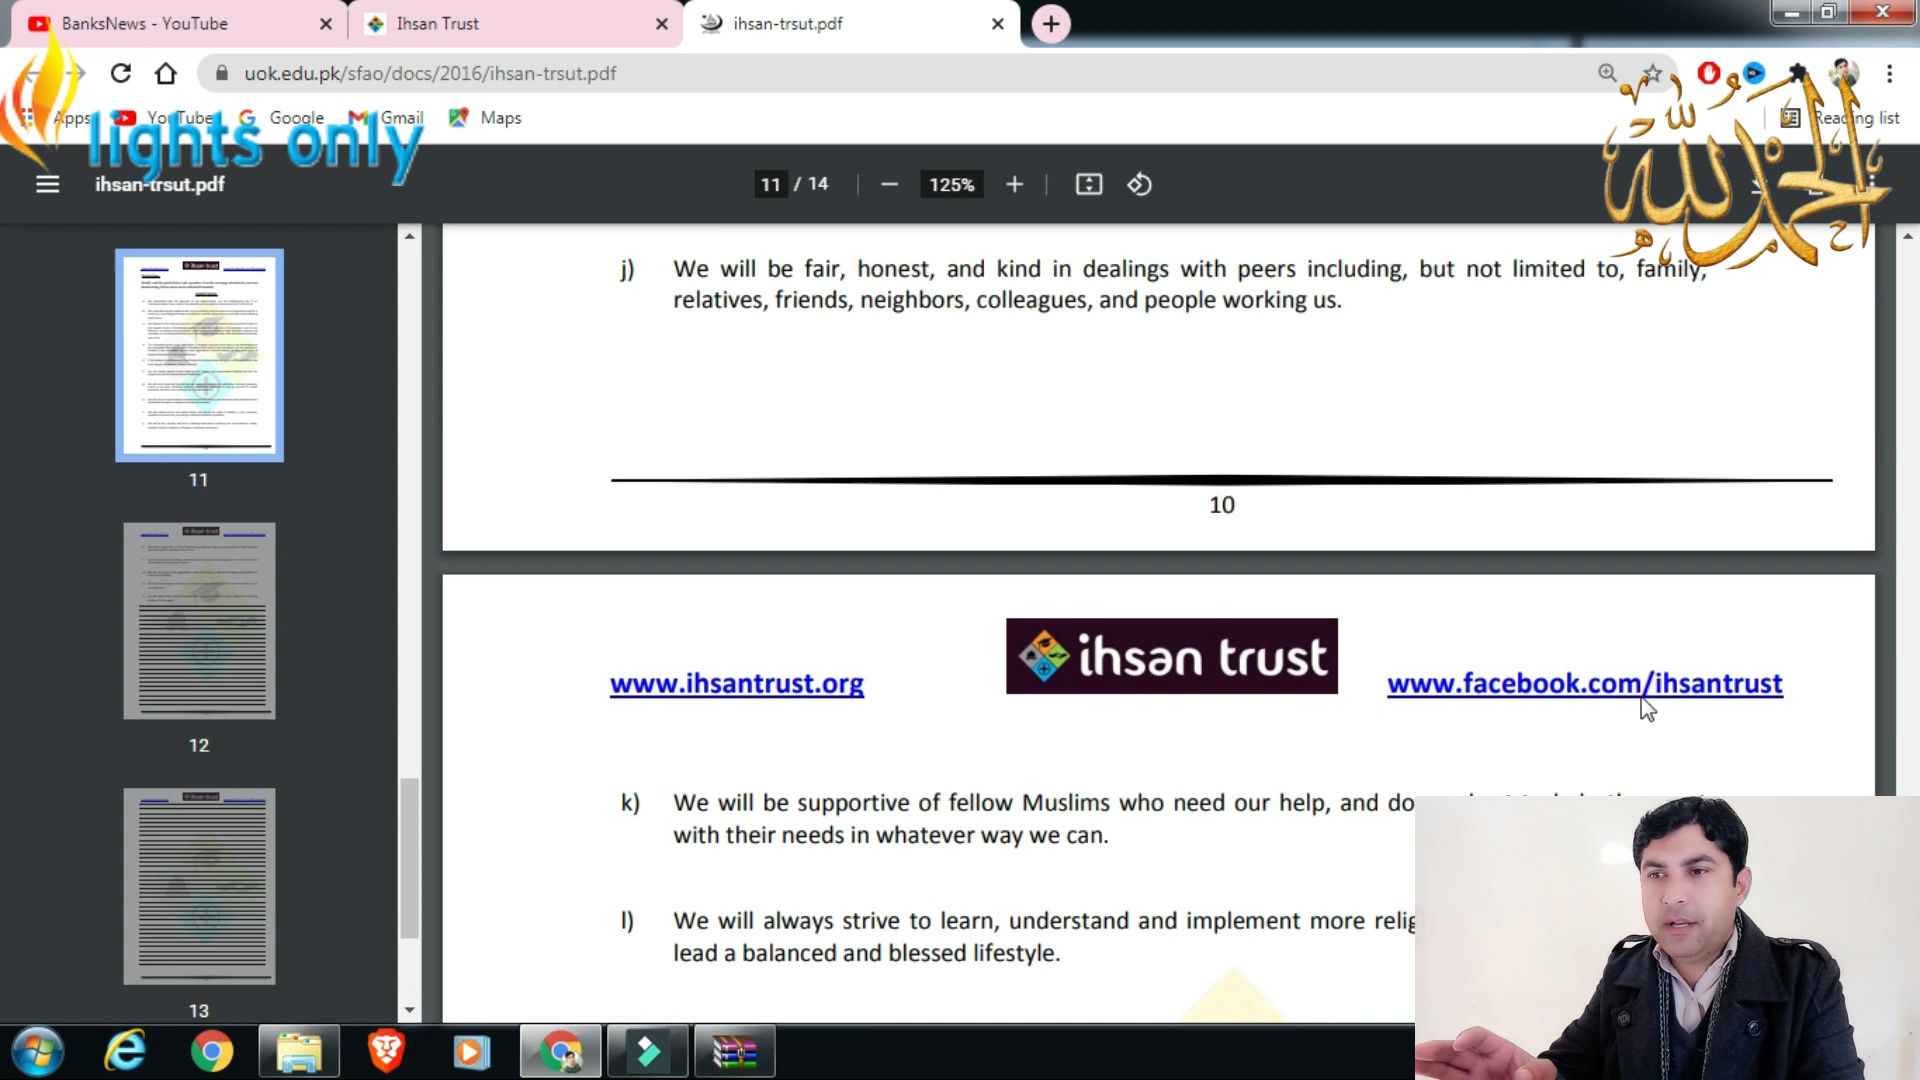 BanksNews - YouTube
Ihsan Trust
ihsan-trsut.pdf
uok.edu.pk/sfao/docs/2016/ihsan-trsut.pdf
Apps
YouTube
Google
Gmail
Maps
Reading list
lights only
الحمد لله
ihsan-trsut.pdf
11 / 14
125%
j) We will be fair, honest, and kind in dealings with peers including, but not limited to, family,
relatives, friends, neighbors, colleagues, and people working us.
10
www.ihsantrust.org
ihsan trust
www.facebook.com/ihsantrust
k) We will be supportive of fellow Muslims who need our help, and do
with their needs in whatever way we can.
l) We will always strive to learn, understand and implement more
lead a balanced and blessed lifestyle.
11
12
13